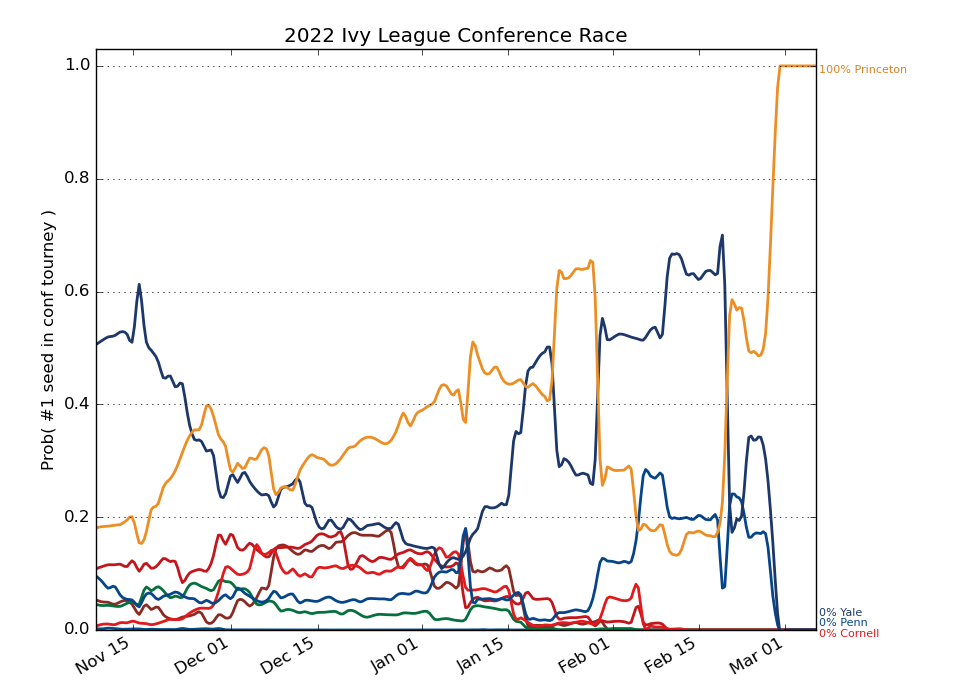 2022 Ivy League Conference Race
Prob( #1 seed in conf tourney )
1.0
0.8
0.6
0.4
0.2
0.0
100% Princeton
0% Yale
0% Penn
0% Cornell
Nov 15
Dec 01
Dec 15
Jan 01
Jan 15
Feb 01
Feb 15
Mar 01